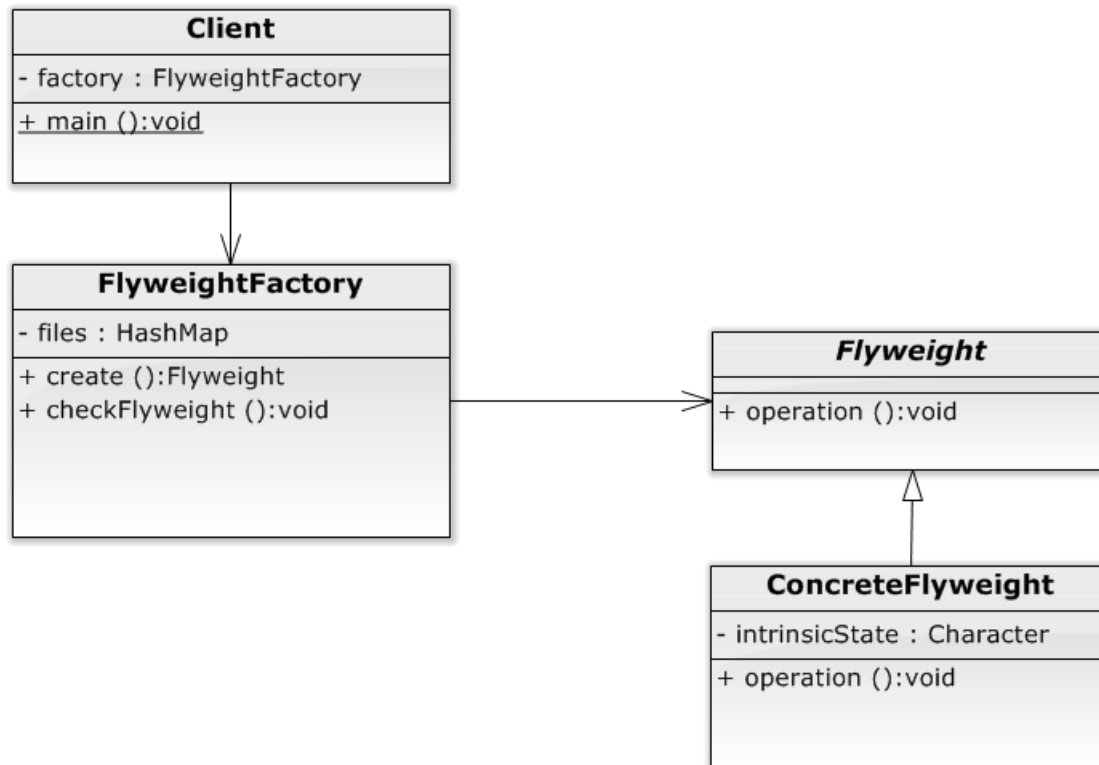 Client
- factory : FlyweightFactory
+ main ():void
FlyweightFactory
- files : HashMap
+ create ():Flyweight
+ checkFlyweight ():void
Flyweight
+ operation ():void
ConcreteFlyweight
- intrinsicState : Character
+ operation ():void